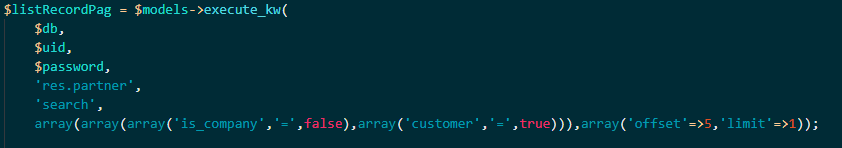 $listRecordPag = $models->execute_kw(
$db,
$uid,
$password,
'res.partner',
'search',
array(array(array('is_company','=',false),array('customer','=',true))),array('offset'=>5,'limit'=>1));